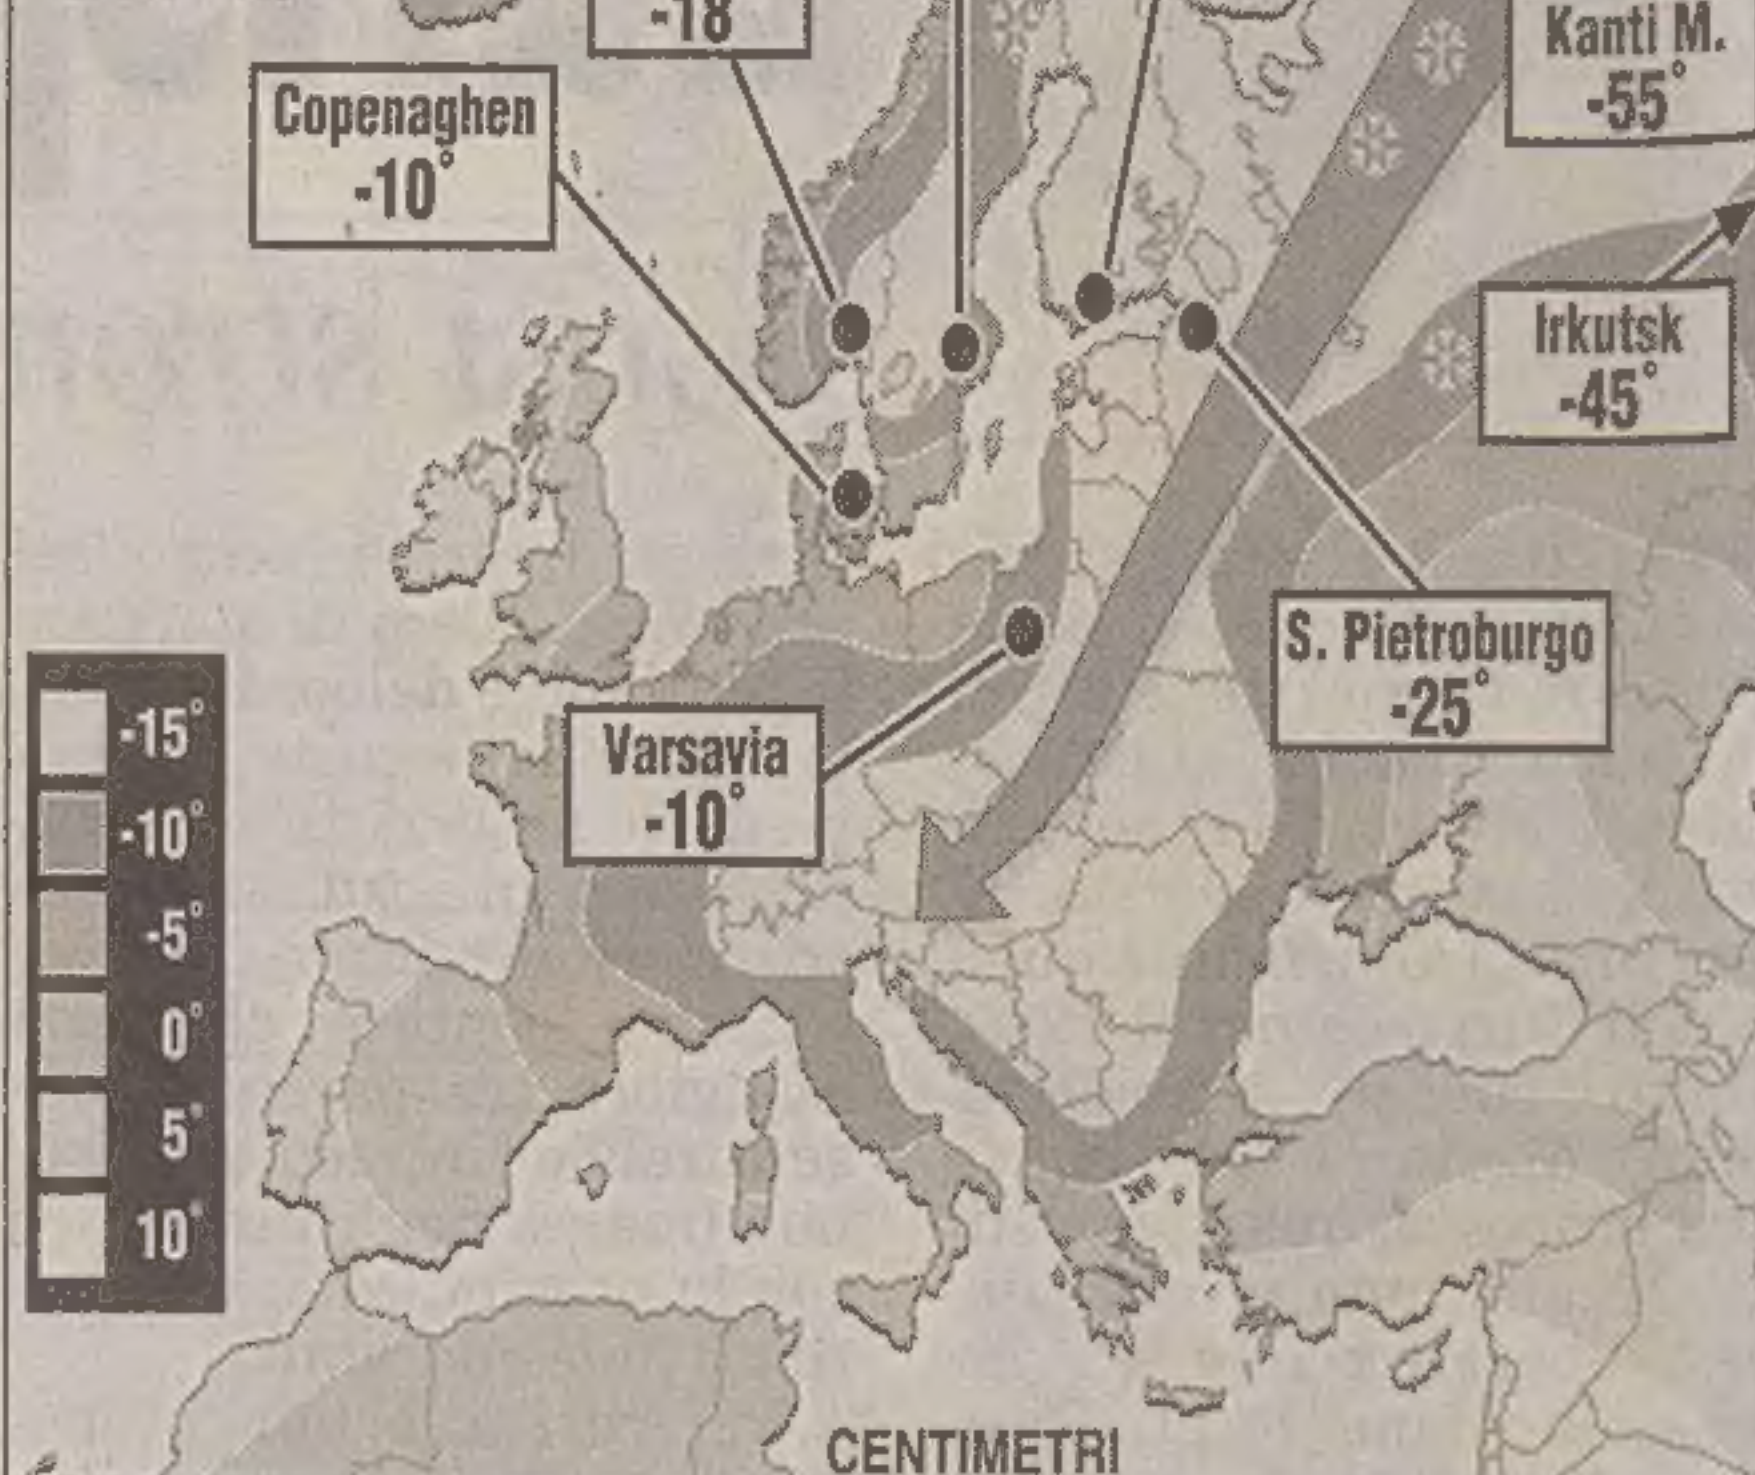 -18
Kanti M.
-55°
Copenaghen
-10°
Irkutsk
-45°
S. Pietroburgo
-25°
Varsavia
-10°
-15°
-10°
-5°
0°
5°
10°
CENTIMETRI